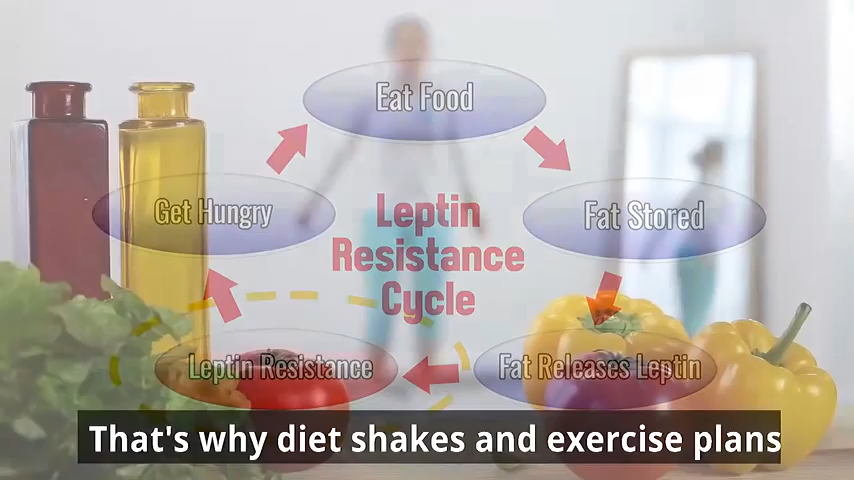 Eat Food
Get Hungry
Fat Stored
Leptin
Resistance
Cycle
Leptin Resistance
Fat Releases Leptin
That's why diet shakes and exercise plans